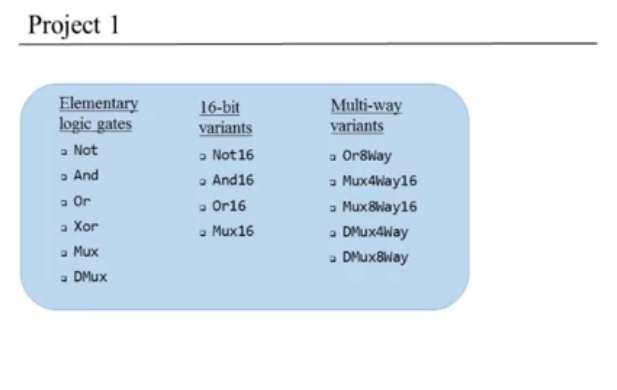 Project 1
Elementary
logic gates
Not
And
Or
Xor
Mux
DMux
16-bit
variants
Not16
And16
Or16
Mux16
Multi-way
variants
Or8Way
Mux4Way16
Mux8Way16
DMux4Way
DMux8Way